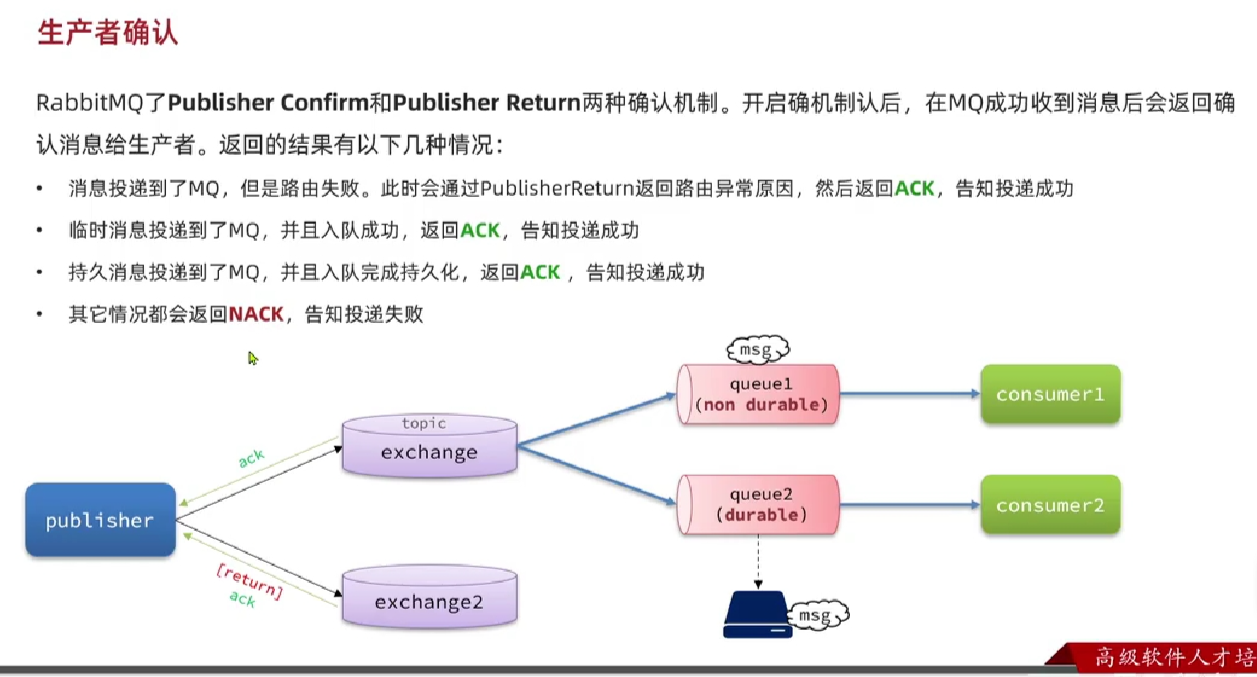 生产者确认
RabbitMQ了Publisher Confirm和Publisher Return两种确认机制。开启确机制认后，在MQ成功收到消息后会返回确
认消息给生产者。返回的结果有以下几种情况：
• 消息投递到了MQ，但是路由失败。此时会通过PublisherReturn返回路由异常原因，然后返回ACK，告知投递成功
• 临时消息投递到了MQ，并且入队成功，返回ACK，告知投递成功
• 持久消息投递到了MQ，并且入队完成持久化，返回ACK ，告知投递成功
• 其它情况都会返回NACK，告知投递失败
msg
queue1
(non durable)
consumer1
topic
exchange
ack
publisher
queue2
(durable)
consumer2
[return]
ack
exchange2
msg
高级软件人才培